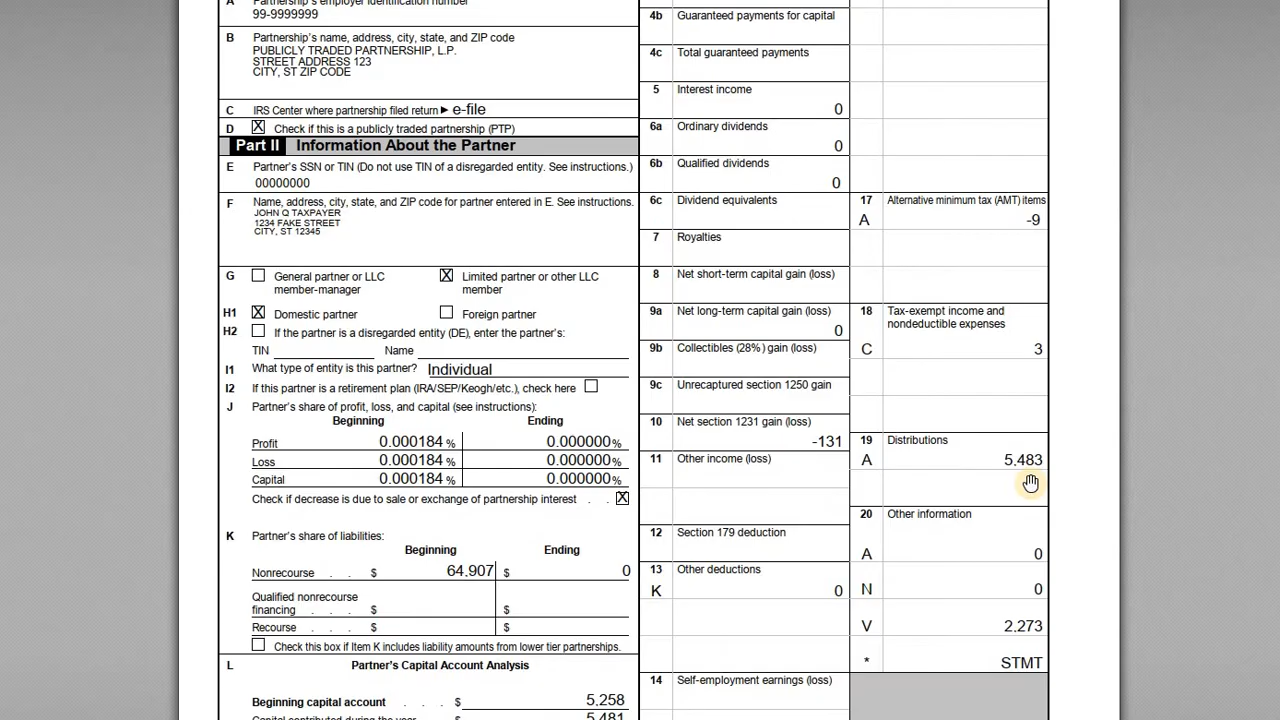 A Partnership's employer identification number
99-9999999
B Partnership's name, address, city, state, and ZIP code
PUBLICLY TRADED PARTNERSHIP, L.P.
STREET ADDRESS 123
CITY, ST ZIP CODE
C IRS Center where partnership filed return ▶ e-file
D X Check if this is a publicly traded partnership (PTP)
Part II Information About the Partner
E Partner's SSN or TIN (Do not use TIN of a disregarded entity. See instructions.)
00000000
F Name, address, city, state, and ZIP code for partner entered in E. See instructions.
JOHN Q TAXPAYER
1234 FAKE STREET
CITY, ST 12345
G General partner or LLC member-manager X Limited partner or other LLC member
H1 X Domestic partner Foreign partner
H2 If the partner is a disregarded entity (DE), enter the partner's:
TIN Name
I1 What type of entity is this partner? Individual
I2 If this partner is a retirement plan (IRA/SEP/Keogh/etc.), check here
J Partner's share of profit, loss, and capital (see instructions):
Beginning Ending
Profit 0.000184 % 0.000000 %
Loss 0.000184 % 0.000000 %
Capital 0.000184 % 0.000000 %
Check if decrease is due to sale or exchange of partnership interest . . X
K Partner's share of liabilities:
Beginning Ending
Nonrecourse . . $ 64,907 $ 0
Qualified nonrecourse
financing . . . $ $
Recourse . . . $ $
Check this box if Item K includes liability amounts from lower tier partnerships.
L Partner's Capital Account Analysis
Beginning capital account . . . $ 5,258
Capital contributed during the year . . $ 5,481
4b Guaranteed payments for capital
4c Total guaranteed payments
5 Interest income
0
6a Ordinary dividends
0
6b Qualified dividends
0
6c Dividend equivalents
7 Royalties
8 Net short-term capital gain (loss)
9a Net long-term capital gain (loss)
0
9b Collectibles (28%) gain (loss)
9c Unrecaptured section 1250 gain
10 Net section 1231 gain (loss)
-131
11 Other income (loss)
12 Section 179 deduction
13 Other deductions
K 0
14 Self-employment earnings (loss)
17 Alternative minimum tax (AMT) items
A -9
18 Tax-exempt income and
nondeductible expenses
C 3
19 Distributions
A 5,483
20 Other information
A 0
N 0
V 2,273
* STMT